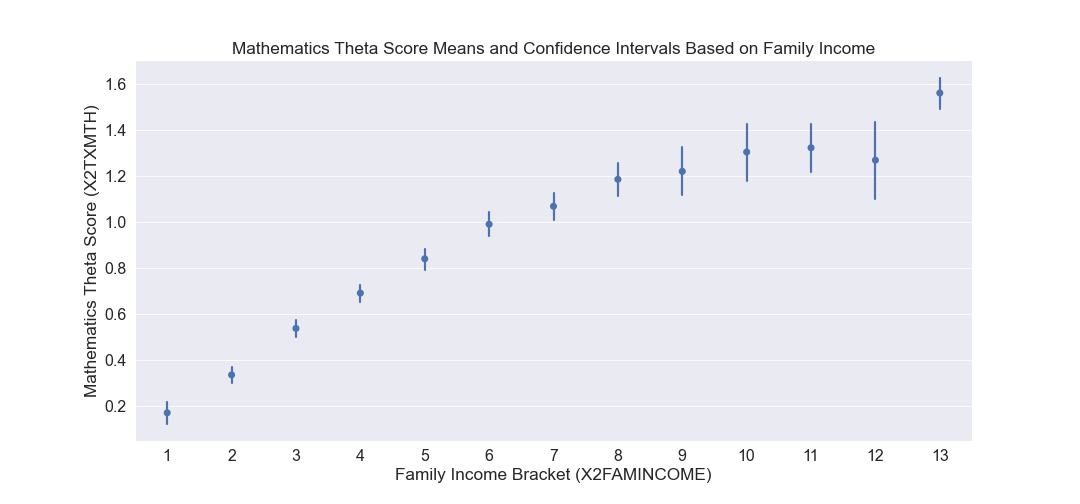 Mathematics Theta Score Means and Confidence Intervals Based on Family Income
Mathematics Theta Score (X2TXMTH)
1.6
1.4
1.2
1.0
0.8
0.6
0.4
0.2
1 2 3 4 5 6 7 8 9 10 11 12 13
Family Income Bracket (X2FAMINCOME)